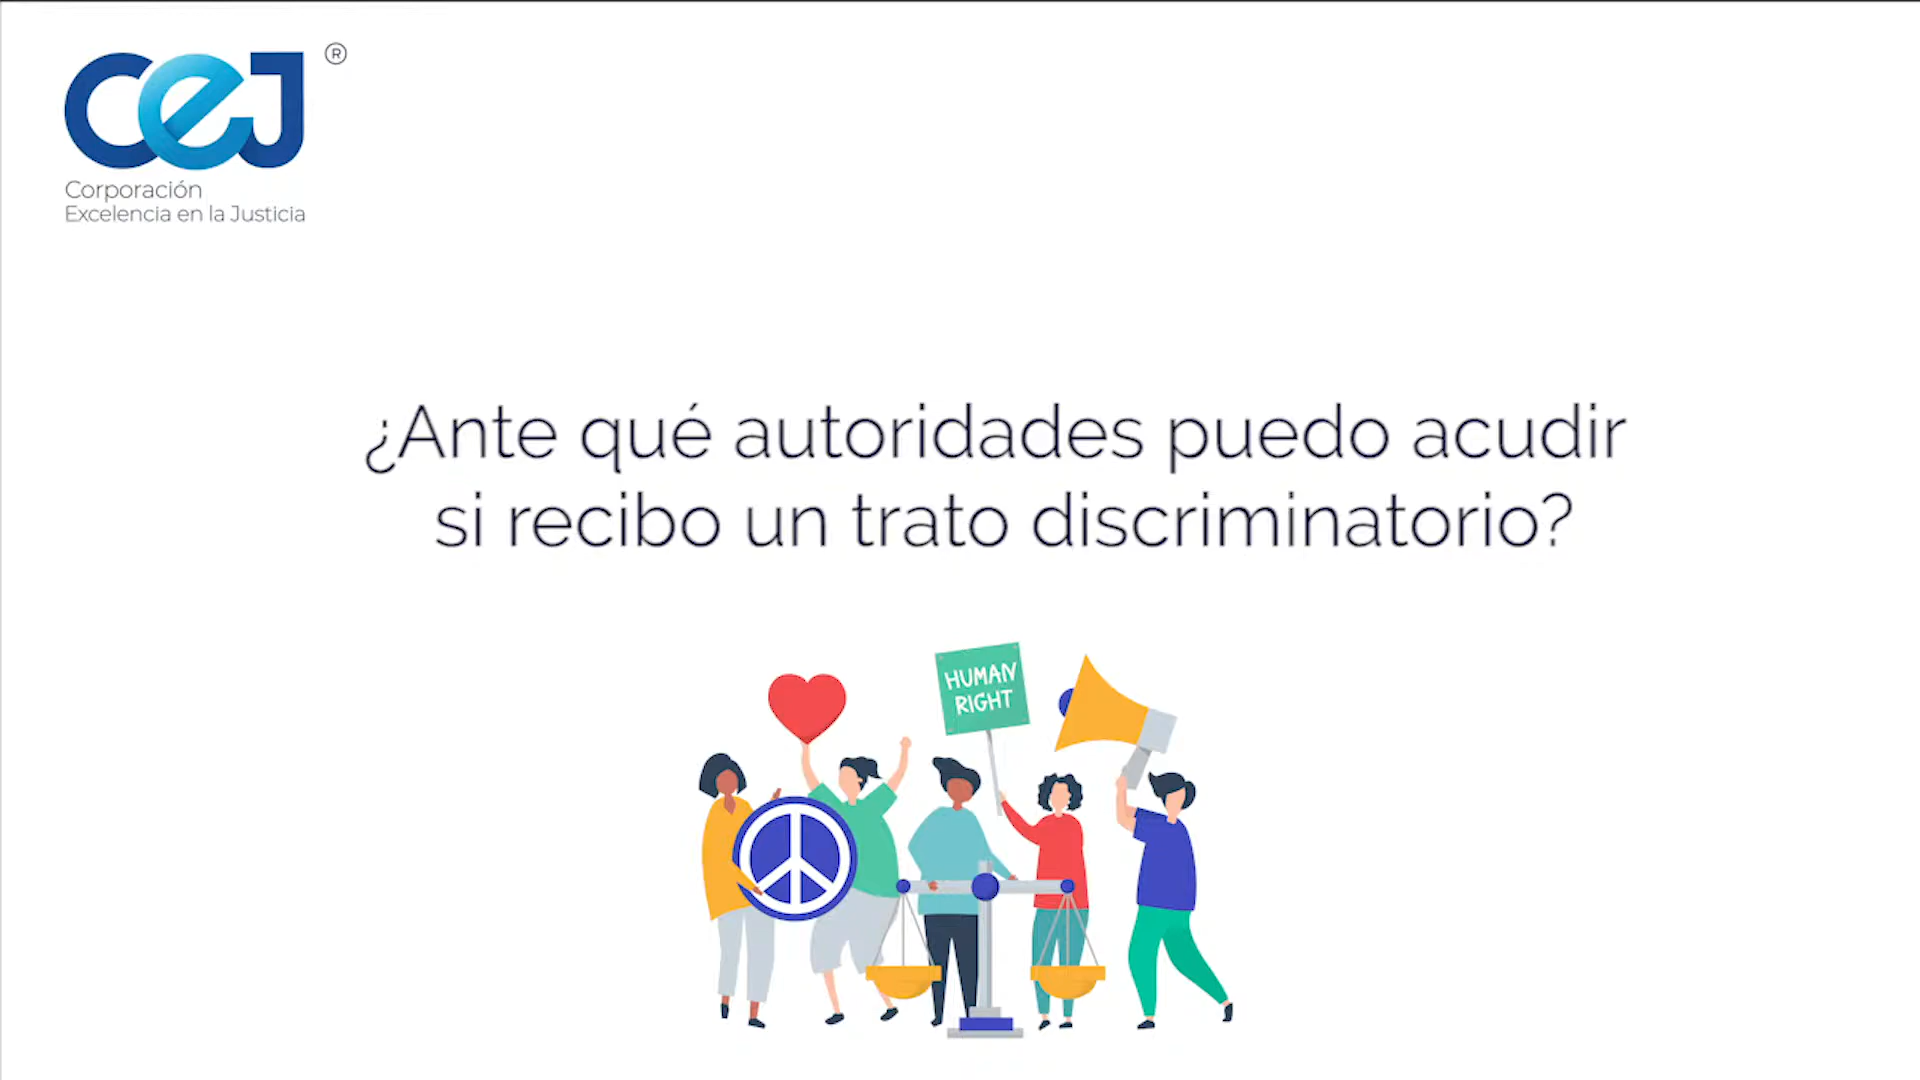 CEJ ®
Corporación
Excelencia en la Justicia
¿Ante qué autoridades puedo acudir
si recibo un trato discriminatorio?
HUMAN
RIGHT